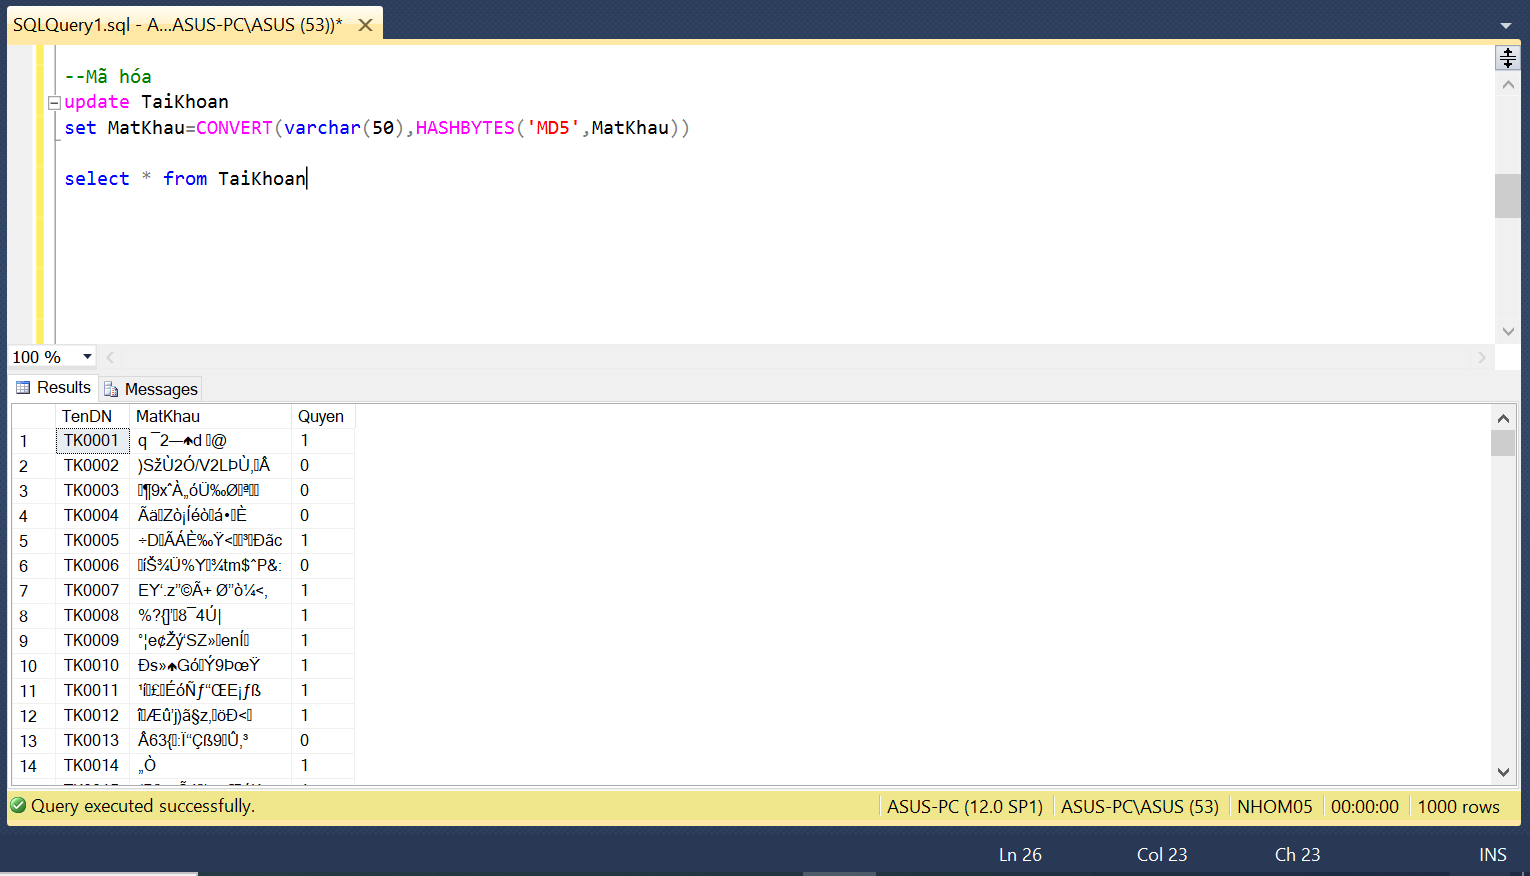 SQLQuery1.sql - A...ASUS-PC\ASUS (53))*
--Mã hóa
update TaiKhoan
set MatKhau=CONVERT(varchar(50),HASHBYTES('MD5',MatKhau))
select * from TaiKhoan
100 %
Results Messages
TenDN MatKhau Quyen
1 TK0001 1
2 TK0002 0
3 TK0003 0
4 TK0004 0
5 TK0005 1
6 TK0006 0
7 TK0007 1
8 TK0008 1
9 TK0009 1
10 TK0010 1
11 TK0011 1
12 TK0012 1
13 TK0013 0
14 TK0014 „Ò 1
Query executed successfully. ASUS-PC (12.0 SP1) ASUS-PC\ASUS (53) NHOM05 00:00:00 1000 rows
Ln 26 Col 23 Ch 23 INS